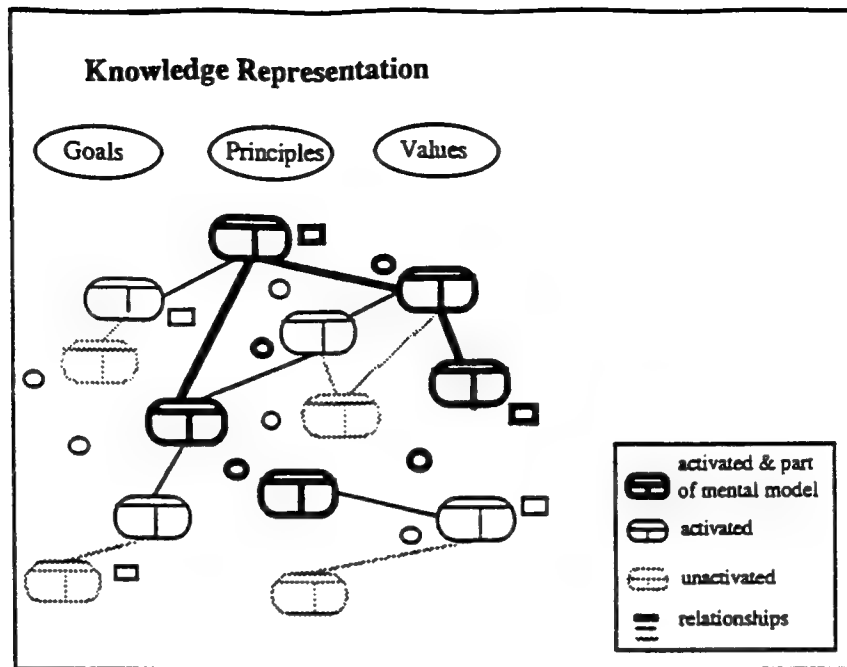 Knowledge Representation
Goals
Principles
Values
activated & part
of mental model
activated
unactivated
relationships